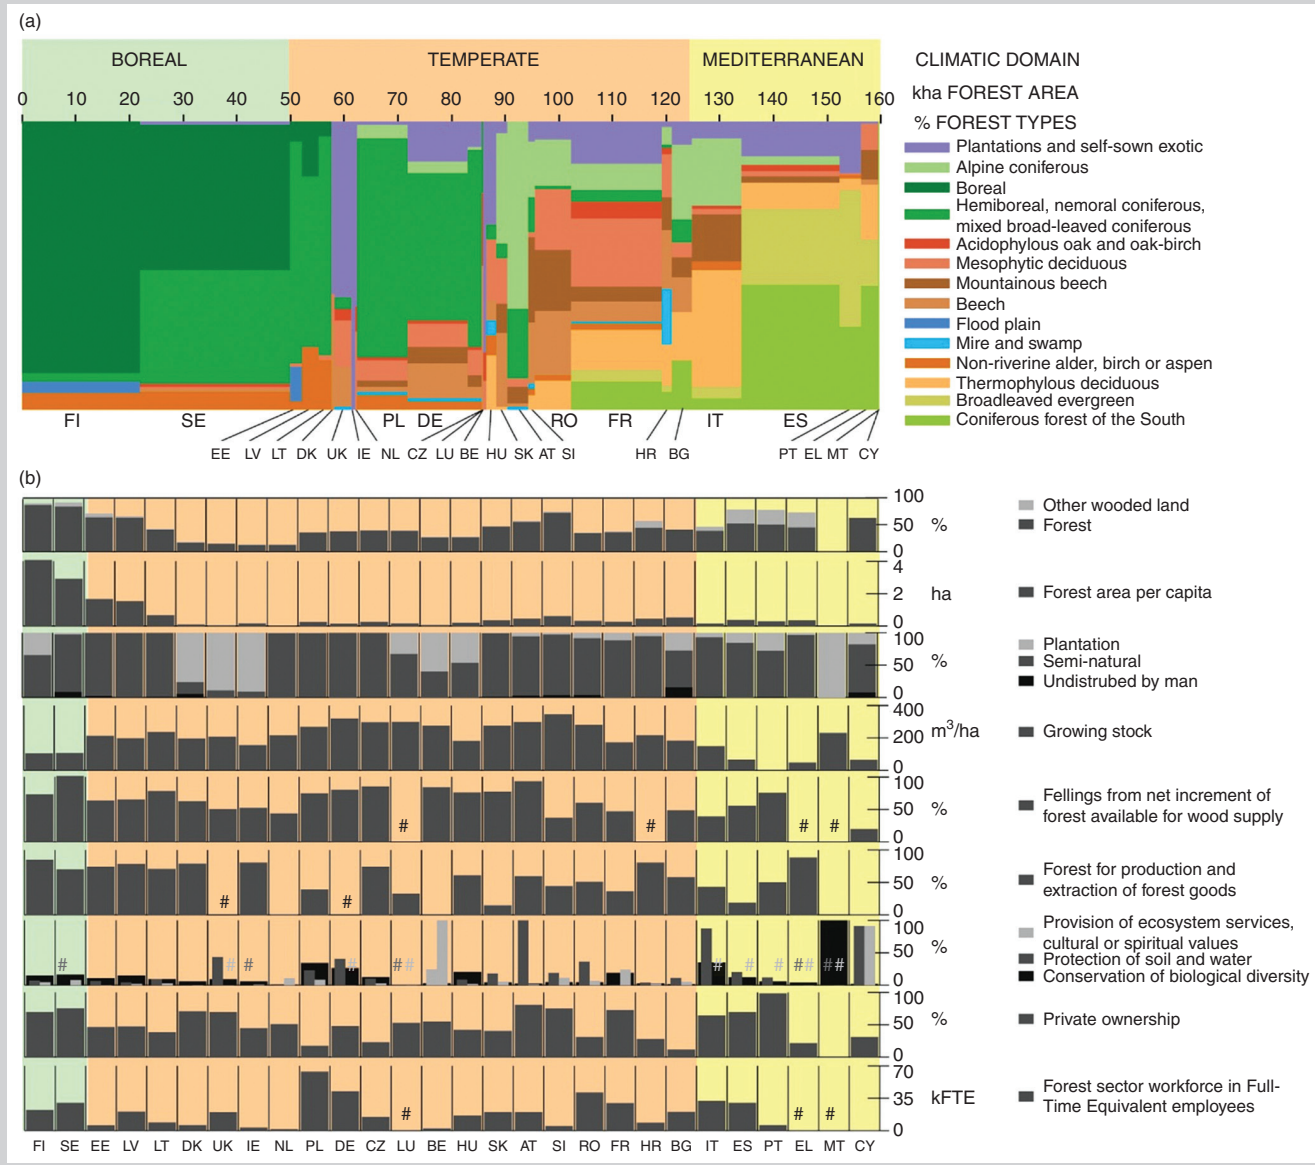 (a)
BOREAL TEMPERATE MEDITERRANEAN CLIMATIC DOMAIN
0 10 20 30 40 50 60 70 80 90 100 110 120 130 140 150 160 kha FOREST AREA
% FOREST TYPES
Plantations and self-sown exotic
Alpine coniferous
Boreal
Hemiboreal, nemoral coniferous,
mixed broad-leaved coniferous
Acidophylous oak and oak-birch
Mesophytic deciduous
Mountainous beech
Beech
Flood plain
Mire and swamp
Non-riverine alder, birch or aspen
Thermophylous deciduous
Broadleaved evergreen
Coniferous forest of the South
FI SE PL DE RO FR IT ES
EE LV LT DK UK IE NL CZ LU BE HU SK AT SI HR BG PT EL MT CY
(b)
100
50 %
0
Other wooded land
Forest
4
2 ha
0
Forest area per capita
100
50 %
0
Plantation
Semi-natural
Undistrubed by man
400
200 m³/ha
0
Growing stock
100
50 %
0
# # # #
Fellings from net increment of
forest available for wood supply
100
50 %
0
# #
Forest for production and
extraction of forest goods
100
50 %
0
# # # # # # # # # # # #
Provision of ecosystem services,
cultural or spiritual values
Protection of soil and water
Conservation of biological diversity
100
50 %
0
Private ownership
70
35 kFTE
0
# # #
Forest sector workforce in Full-
Time Equivalent employees
FI SE EE LV LT DK UK IE NL PL DE CZ LU BE HU SK AT SI RO FR HR BG IT ES PT EL MT CY